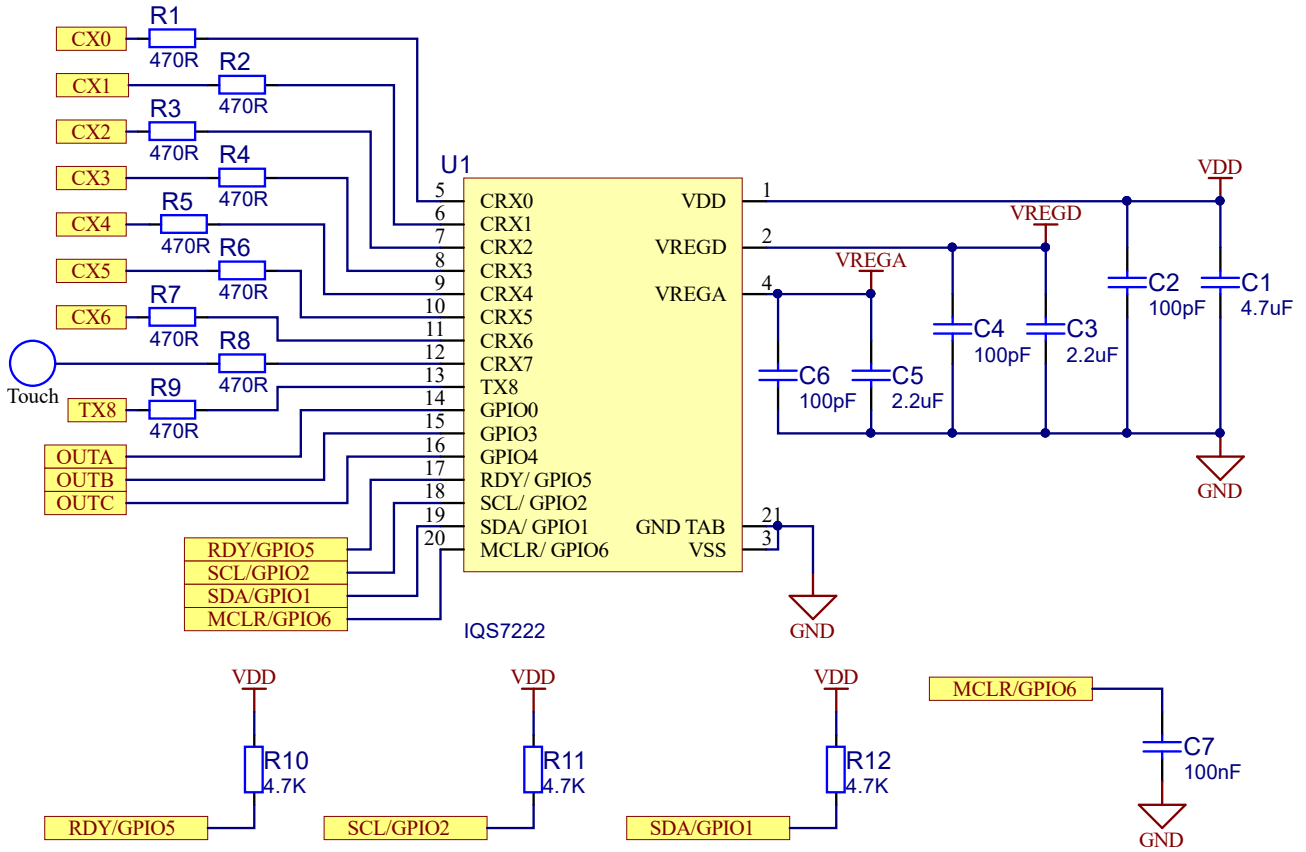 R1
CX0
470R
R2
CX1
470R
R3
CX2
470R
R4
CX3
470R
R5
CX4
470R
R6
CX5
470R
R7
CX6
470R
R8
470R
Touch
R9
TX8
470R
OUTA
OUTB
OUTC
RDY/GPIO5
SCL/GPIO2
SDA/GPIO1
MCLR/GPIO6
U1
5 CRX0
6 CRX1
7 CRX2
8 CRX3
9 CRX4
10 CRX5
11 CRX6
12 CRX7
13 TX8
14 GPIO0
15 GPIO3
16 GPIO4
17 RDY/ GPIO5
18 SCL/ GPIO2
19 SDA/ GPIO1
20 MCLR/ GPIO6
VDD 1
VREGD 2
VREGA 4
GND TAB 21
VSS 3
IQS7222
VDD
VREGD
VREGA
C2
100pF
C1
4.7uF
C4
100pF
C3
2.2uF
C6
100pF
C5
2.2uF
GND
GND
VDD
R10
4.7K
RDY/GPIO5
VDD
R11
4.7K
SCL/GPIO2
VDD
R12
4.7K
SDA/GPIO1
MCLR/GPIO6
C7
100nF
GND